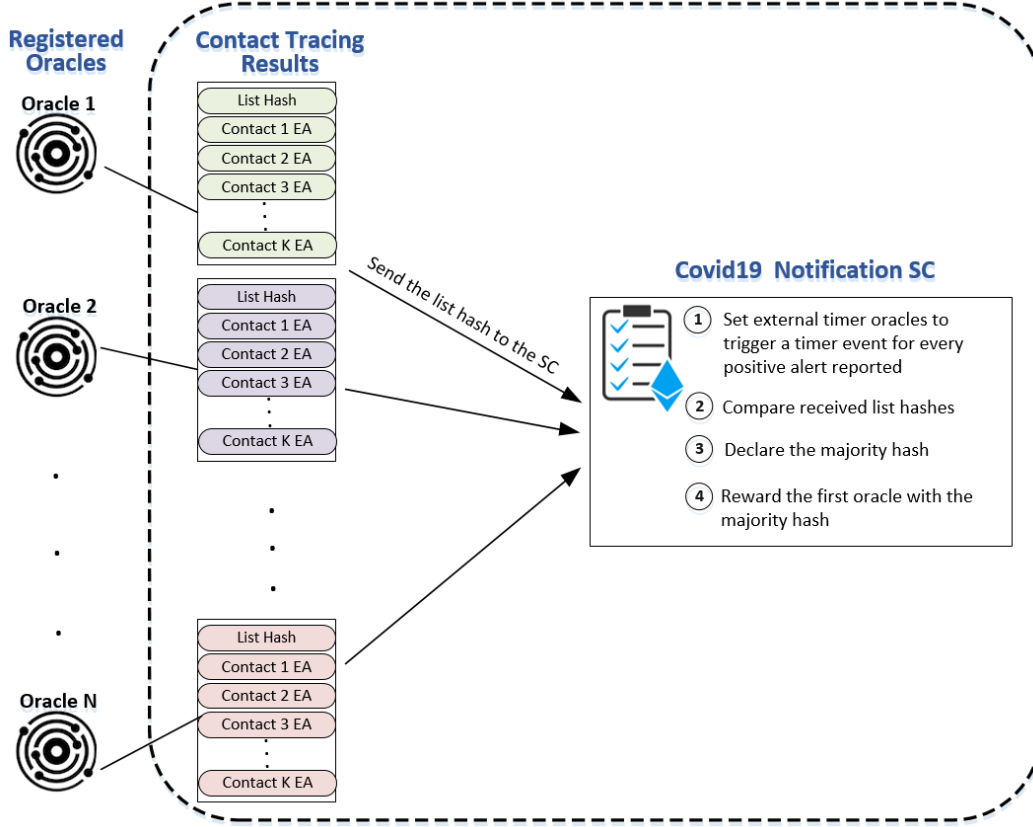 Registered
Oracles
Contact Tracing
Results
Oracle 1
List Hash
Contact 1 EA
Contact 2 EA
Contact 3 EA
Contact K EA
Oracle 2
List Hash
Contact 1 EA
Contact 2 EA
Contact 3 EA
Contact K EA
Oracle N
List Hash
Contact 1 EA
Contact 2 EA
Contact 3 EA
Contact K EA
Send the list hash to the SC
Covid19 Notification SC
1 Set external timer oracles to
trigger a timer event for every
positive alert reported
2 Compare received list hashes
3 Declare the majority hash
4 Reward the first oracle with the
majority hash